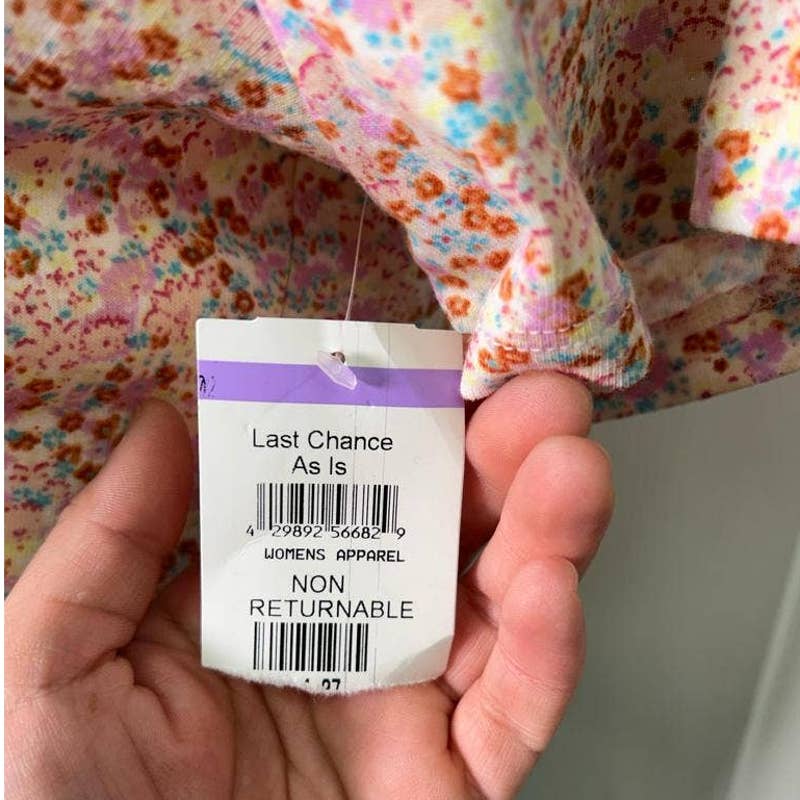 Last Chance
As Is
4 29892 56682 9
WOMENS APPAREL
NON
RETURNABLE